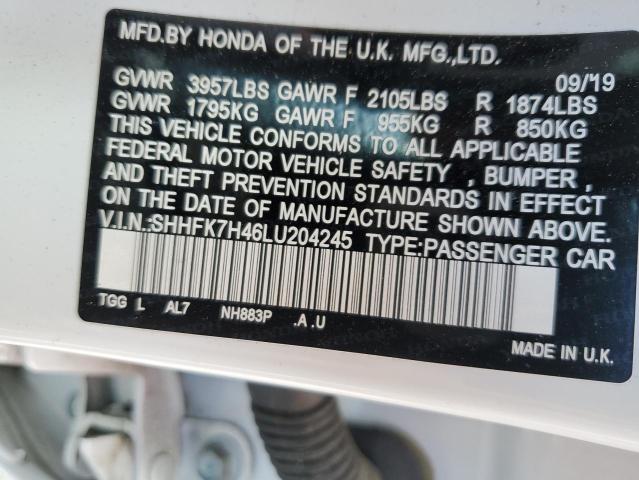 MFD.BY HONDA OF THE U.K. MFG.,LTD.
09/19
GVWR 3957LBS GAWR F 2105LBS R 1874LBS
GVWR 1795KG GAWR F 955KG R 850KG
THIS VEHICLE CONFORMS TO ALL APPLICABLE
FEDERAL MOTOR VEHICLE SAFETY , BUMPER ,
AND THEFT PREVENTION STANDARDS IN EFFECT
ON THE DATE OF MANUFACTURE SHOWN ABOVE.
V.I.N.:SHHFK7H46LU204245 TYPE:PASSENGER CAR
TGG L AL7 NH883P .A .U
MADE IN U.K.